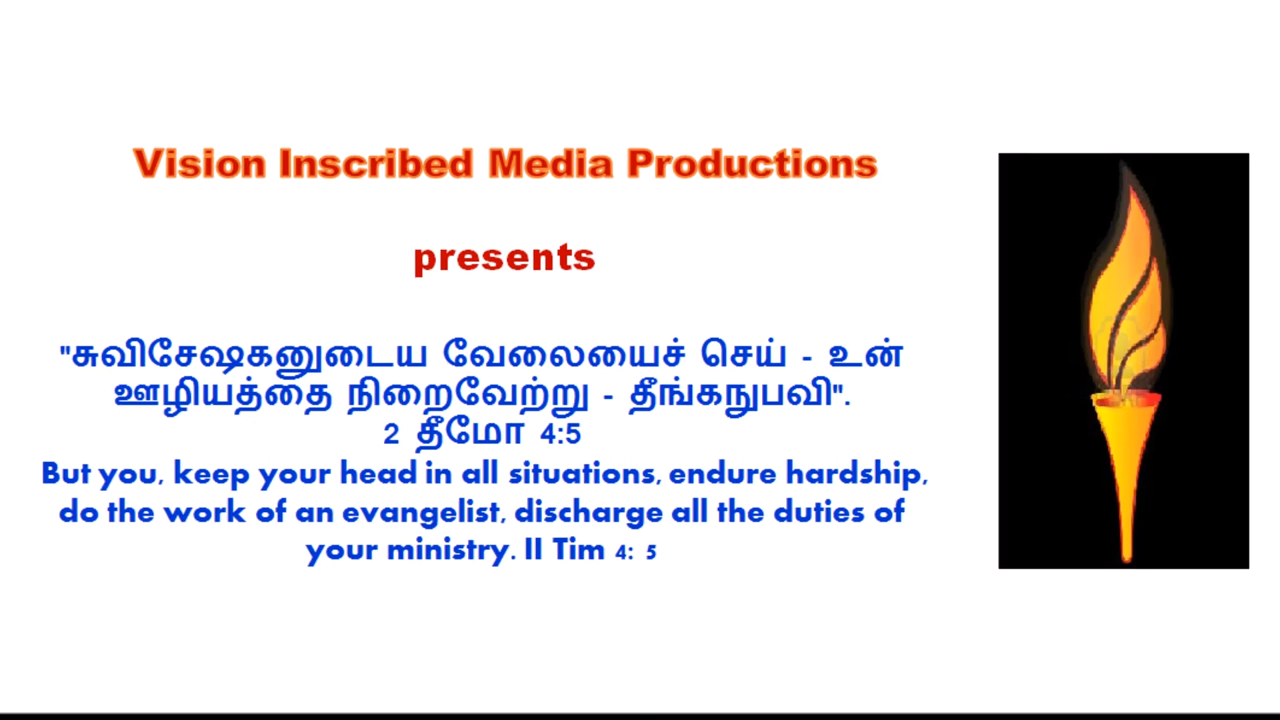 Vision Inscribed Media Productions
presents
"சுவிசேஷகனுடைய வேலையைச் செய் - உன்
ஊழியத்தை நிறைவேற்று - தீங்கநுபவி".
2 தீமோ 4:5
But you, keep your head in all situations, endure hardship,
do the work of an evangelist, discharge all the duties of
your ministry. II Tim 4: 5